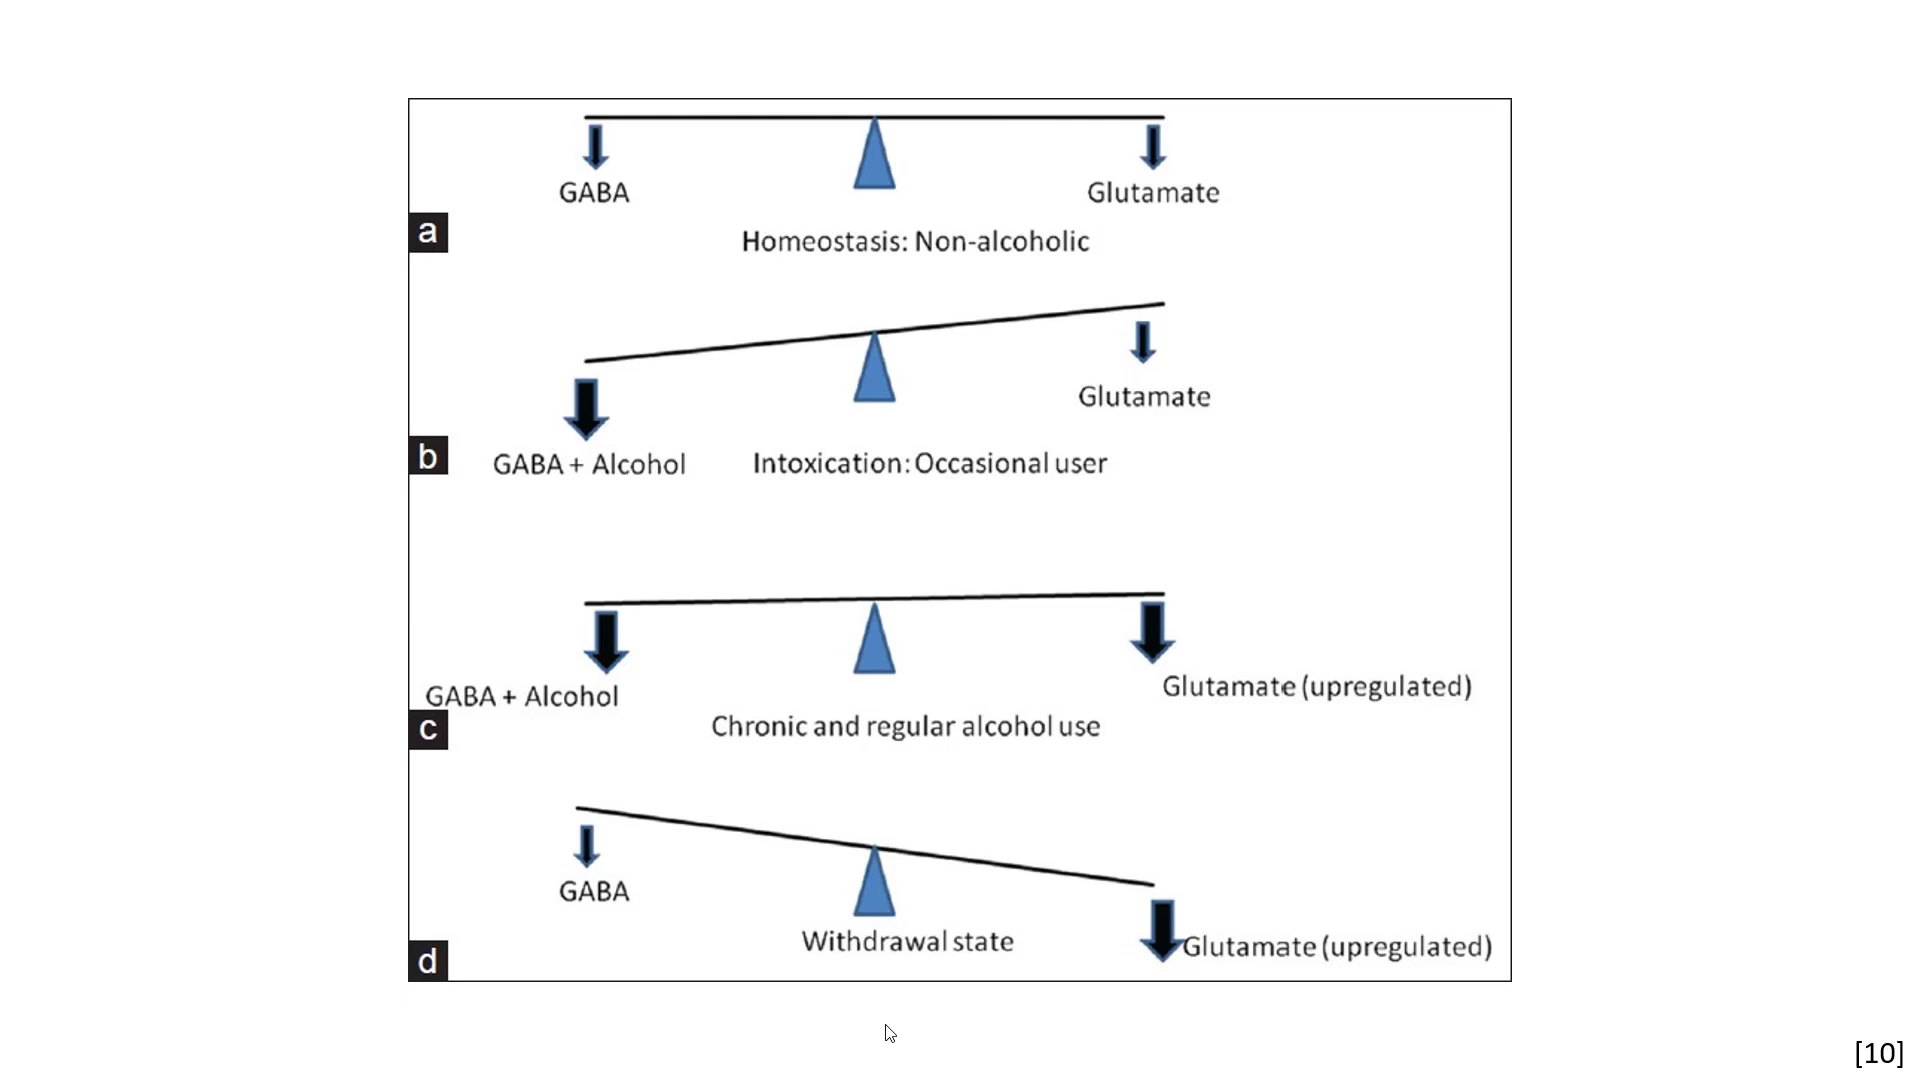 GABA
Glutamate
a
Homeostasis: Non-alcoholic
Glutamate
b
GABA + Alcohol
Intoxication: Occasional user
GABA + Alcohol
Glutamate (upregulated)
c
Chronic and regular alcohol use
GABA
Withdrawal state
Glutamate (upregulated)
d
[10]